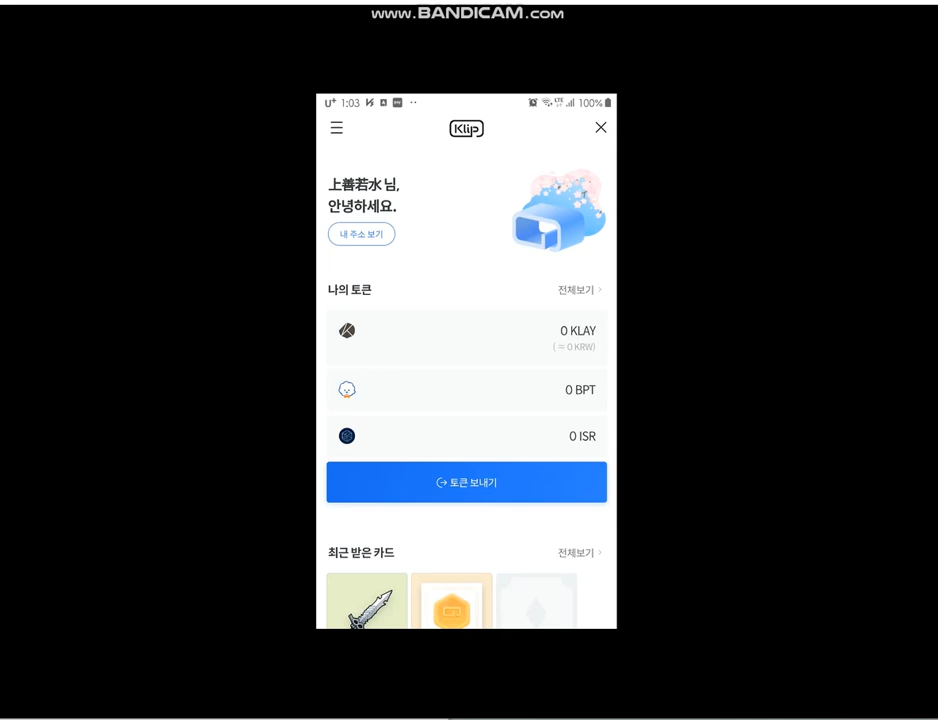 www.BANDICAM.com
U+ 1:03
LTE 100%
Klip
上善若水 님,
안녕하세요.
내 주소 보기
나의 토큰
전체보기 >
0 KLAY
( ≈ 0 KRW)
0 BPT
0 ISR
토큰 보내기
최근 받은 카드
전체보기 >